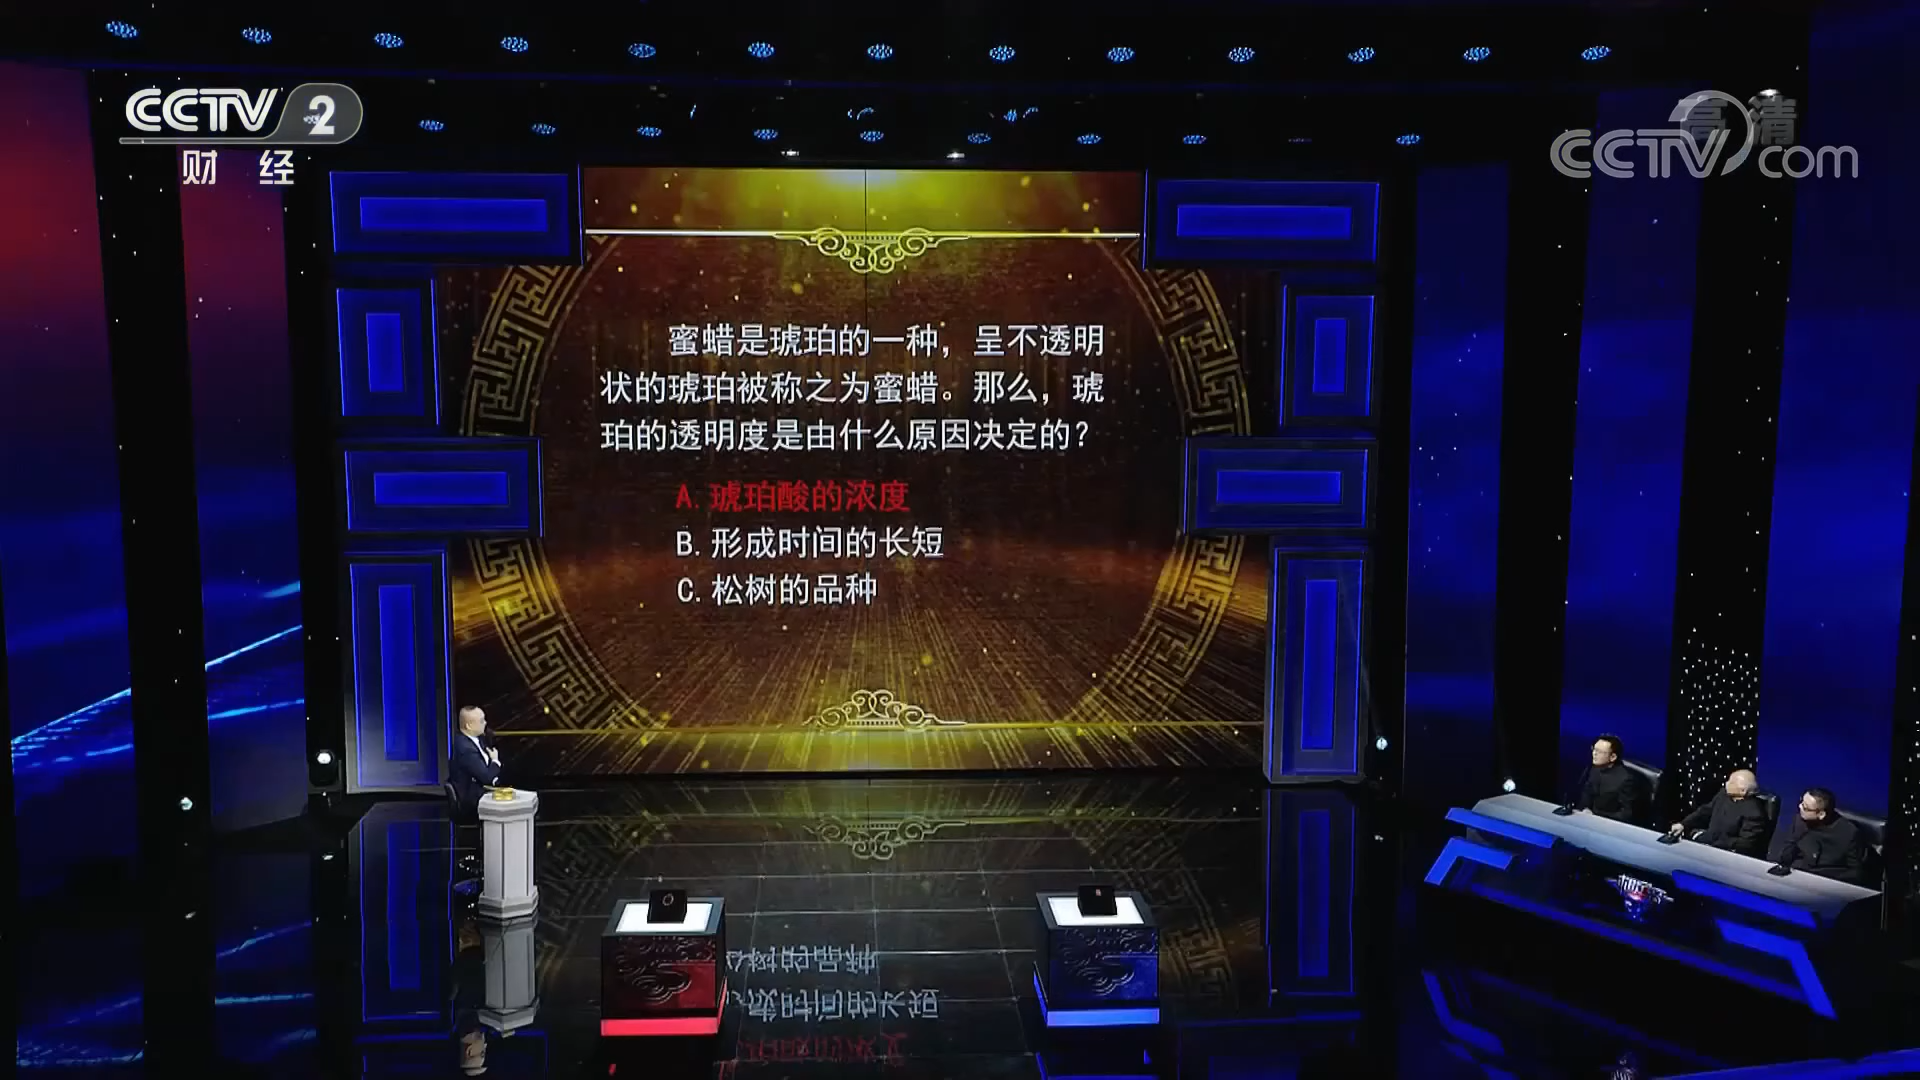 CCTV 2
财 经
高清
CCTV.com
蜜蜡是琥珀的一种，呈不透明
状的琥珀被称之为蜜蜡。那么，琥
珀的透明度是由什么原因决定的？
A. 琥珀酸的浓度
B. 形成时间的长短
C. 松树的品种